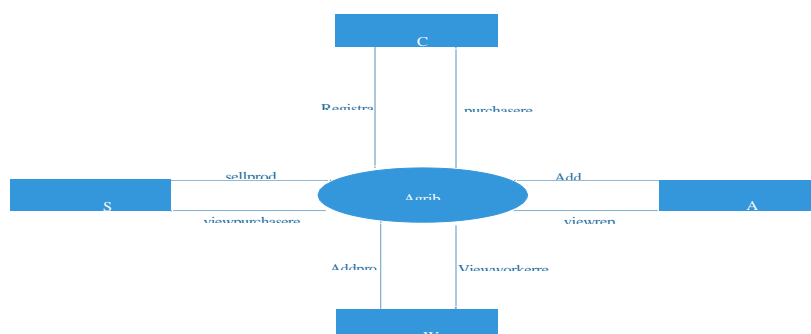 C
Registra
purchasere
sellprod
Add
Agrib
S
A
viewpurchasere
viewrep
Addpro
Viewworkerre
W